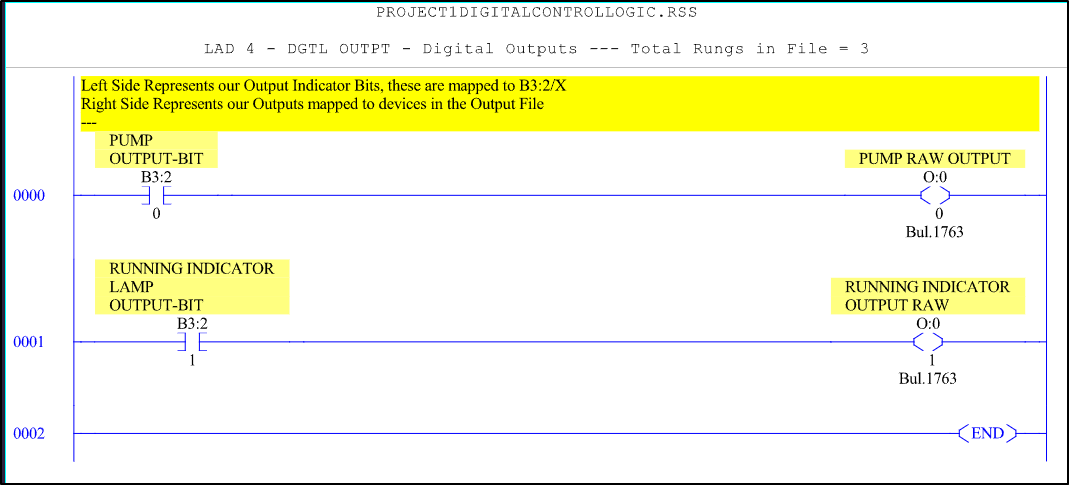 PROJECT1DIGITALCONTROLLOGIC.RSS
LAD 4 - DGTL OUTPT - Digital Outputs --- Total Rungs in File = 3
Left Side Represents our Output Indicator Bits, these are mapped to B3:2/X
Right Side Represents our Outputs mapped to devices in the Output File
---
PUMP
OUTPUT-BIT
B3:2
0
PUMP RAW OUTPUT
O:0
0
Bul.1763
0000
RUNNING INDICATOR
LAMP
OUTPUT-BIT
B3:2
1
RUNNING INDICATOR
OUTPUT RAW
O:0
1
Bul.1763
0001
0002
END